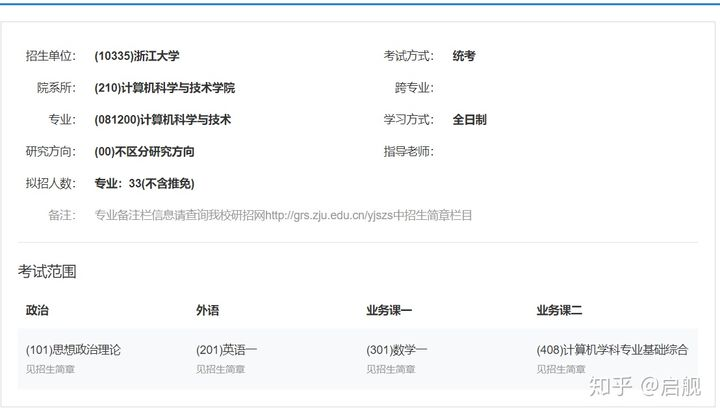 招生单位： (10335)浙江大学 考试方式： 统考
院系所： (210)计算机科学与技术学院 跨专业：
专业： (081200)计算机科学与技术 学习方式： 全日制
研究方向： (00)不区分研究方向 指导老师：
拟招人数： 专业：33(不含推免)
备注： 专业备注栏信息请查询我校研招网http://grs.zju.edu.cn/yjszs中招生简章栏目
考试范围
政治 外语 业务课一 业务课二
(101)思想政治理论 (201)英语一 (301)数学一 (408)计算机学科专业基础综合
见招生简章 见招生简章 见招生简章 见招生简章
知乎 @启舰